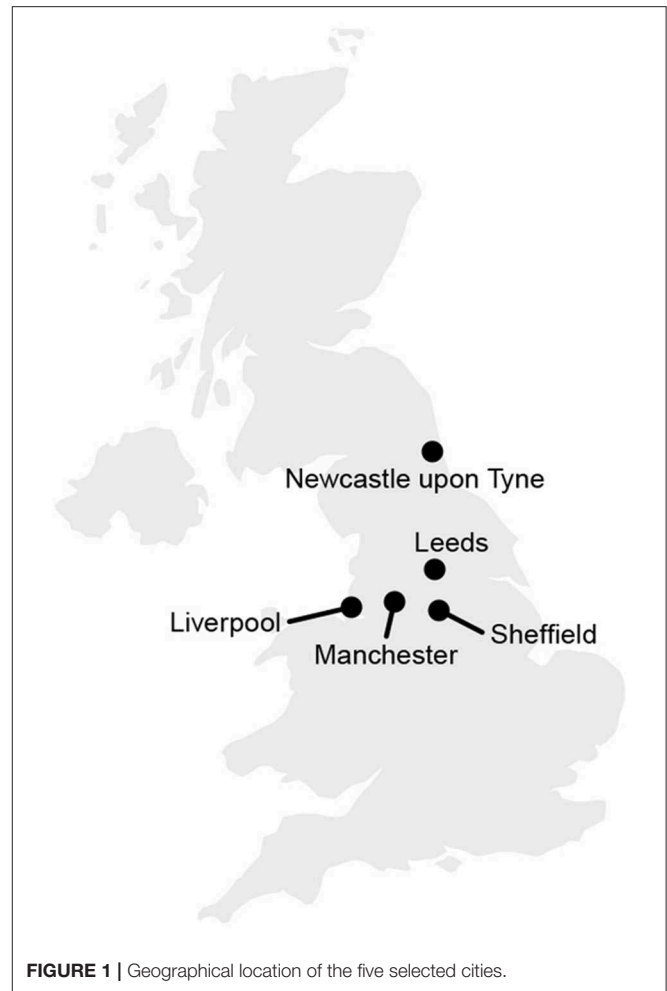 Newcastle upon Tyne
Leeds
Liverpool
Manchester
Sheffield
FIGURE 1 | Geographical location of the five selected cities.